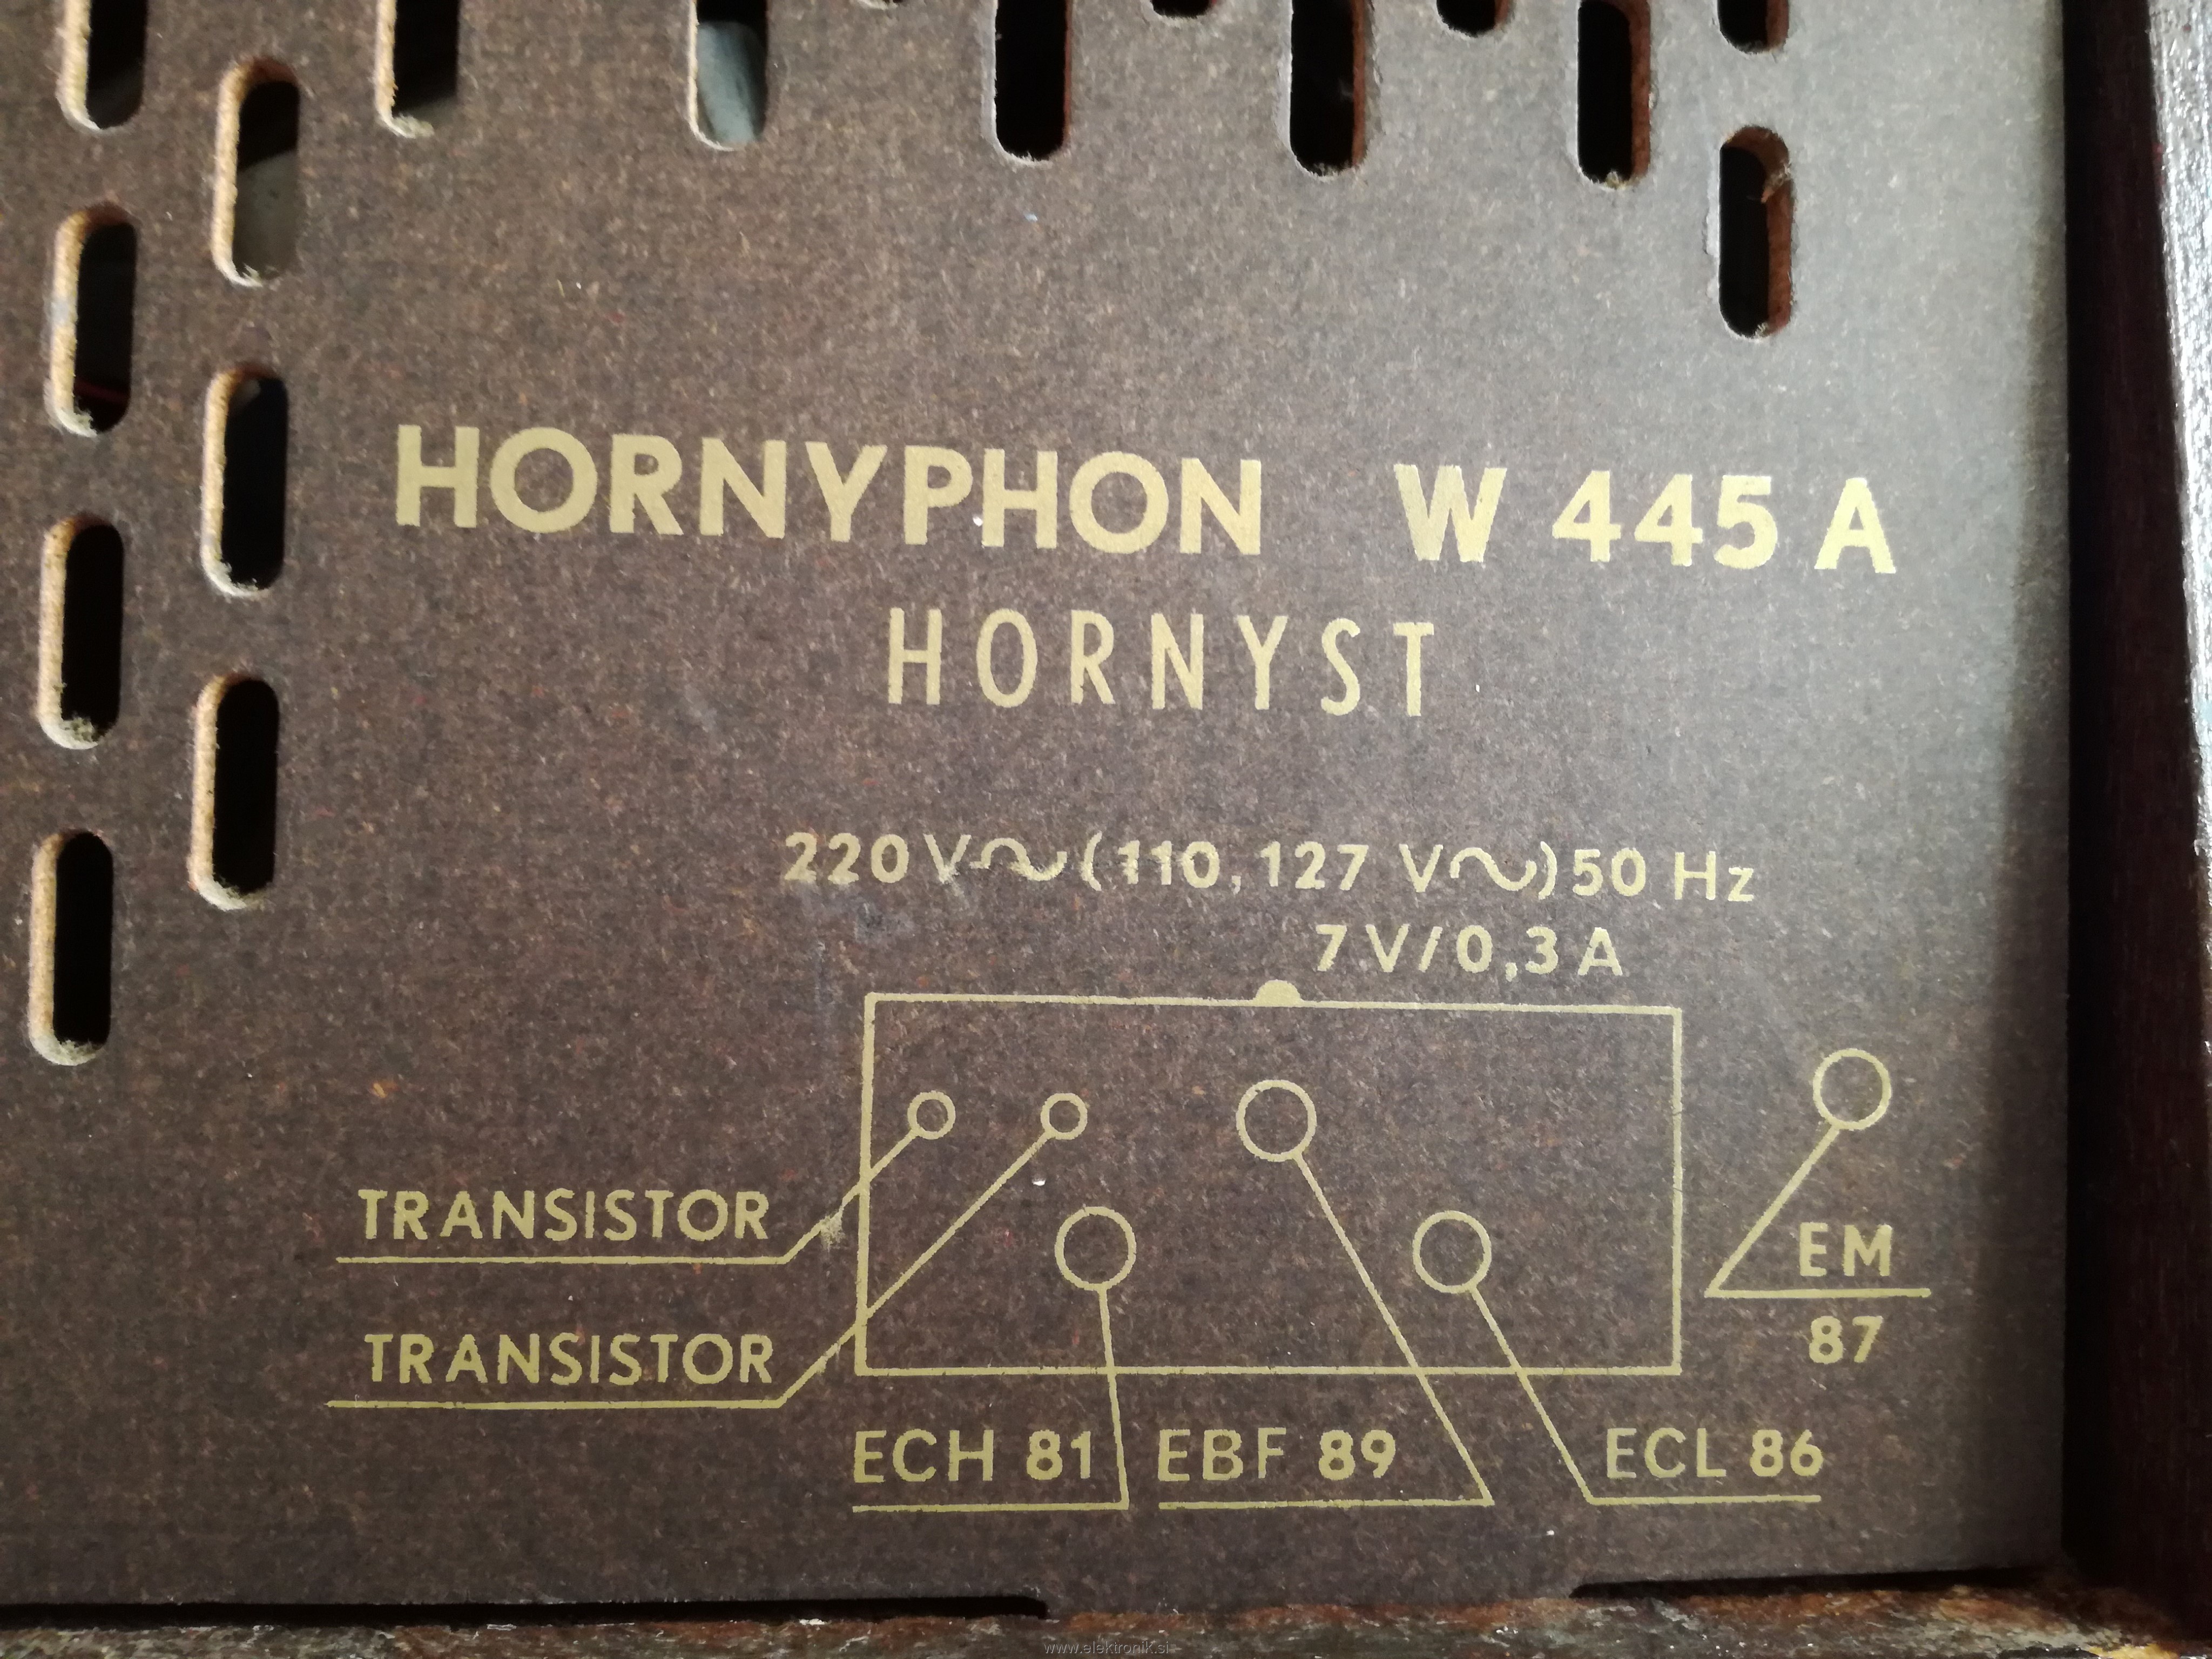 HORNYPHON W 445 A
HORNYST
220 V~(110, 127 V~) 50 Hz
7 V/0,3 A
TRANSISTOR
EM
87
TRANSISTOR
ECH 81 EBF 89 ECL 86
www.elektronik.si